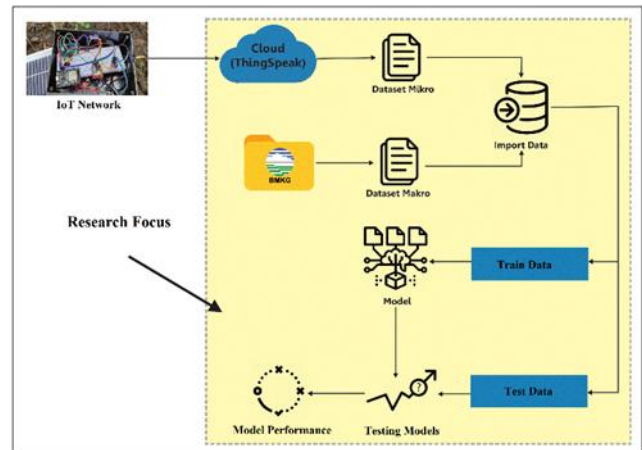 Cloud
(ThingSpeak)
IoT Network
Dataset Mikro
Import Data
BMKG
Dataset Makro
Research Focus
Train Data
Model
?
Test Data
Model Performance
Testing Models